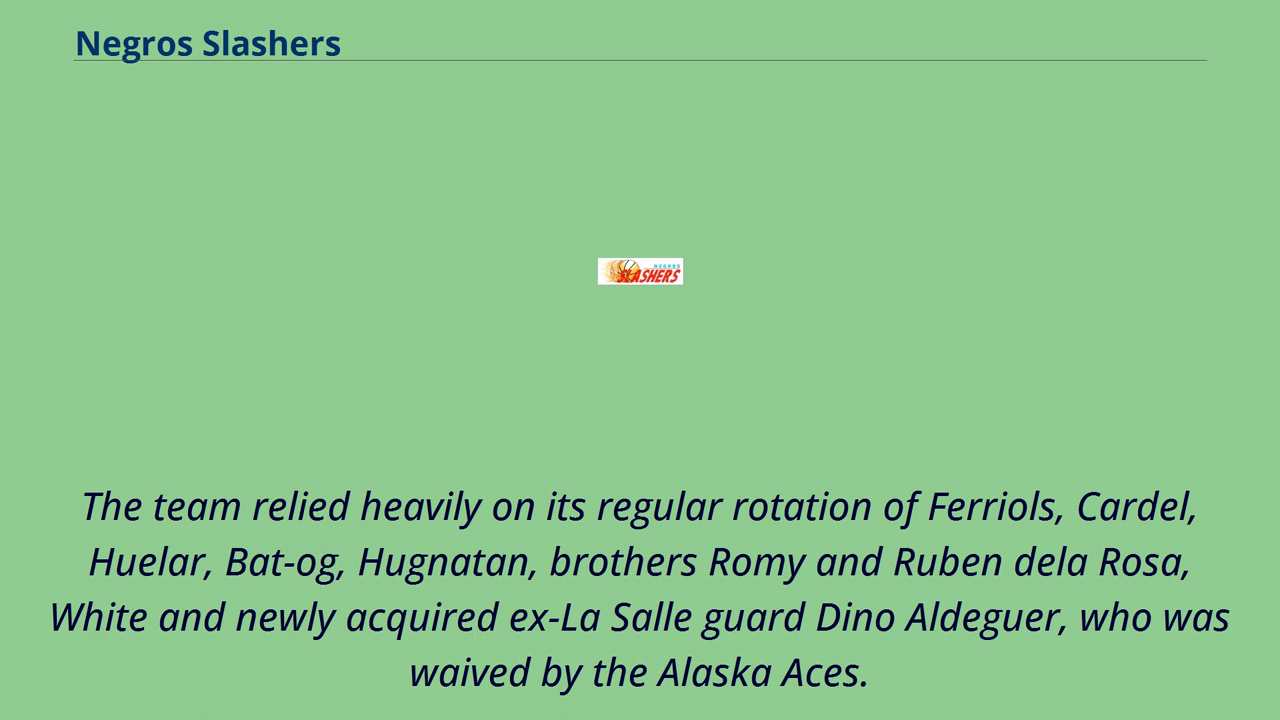 Negros Slashers
NEGROS
SLASHERS
The team relied heavily on its regular rotation of Ferriols, Cardel,
Huelar, Bat-og, Hugnatan, brothers Romy and Ruben dela Rosa,
White and newly acquired ex-La Salle guard Dino Aldeguer, who was
waived by the Alaska Aces.